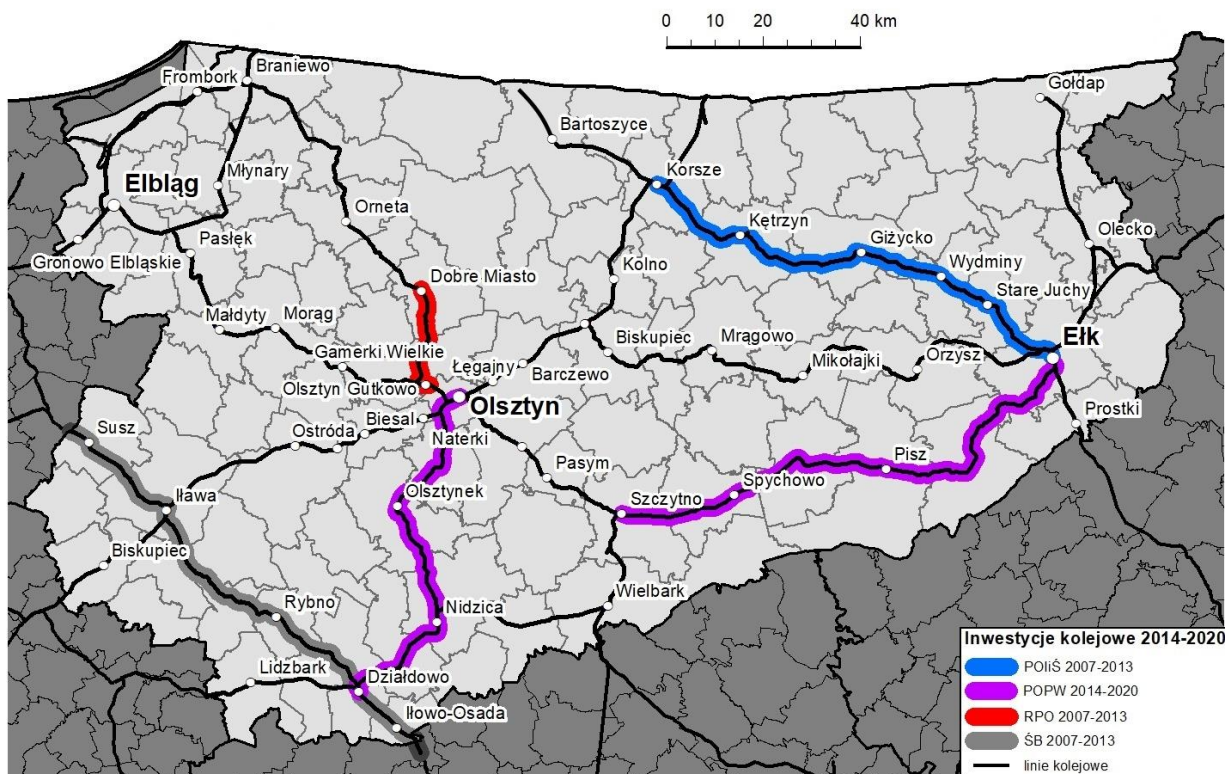 0 10 20 40 km
Frombork
Braniewo
Gołdap
Bartoszyce
Elbląg
Młynary
Korsze
Orneta
Kętrzyn
Giżycko
Olecko
Pasłęk
Gronowo Elbląskie
Wydminy
Dobre Miasto
Kolno
Stare Juchy
Małdyty
Morąg
Biskupiec
Mrągowo
Ełk
Gamerki Wielkie
Łęgajny
Mikołajki
Orzysz
Olsztyn Gutkowo
Barczewo
Olsztyn
Biesal
Prostki
Susz
Ostróda
Naterki
Pasym
Pisz
Spychowo
Olsztynek
Szczytno
Iława
Biskupiec
Rybno
Nidzica
Wielbark
Lidzbark
Działdowo
Iłowo-Osada
Inwestycje kolejowe 2014-2020
POIiŚ 2007-2013
POPW 2014-2020
RPO 2007-2013
ŚB 2007-2013
linie kolejowe